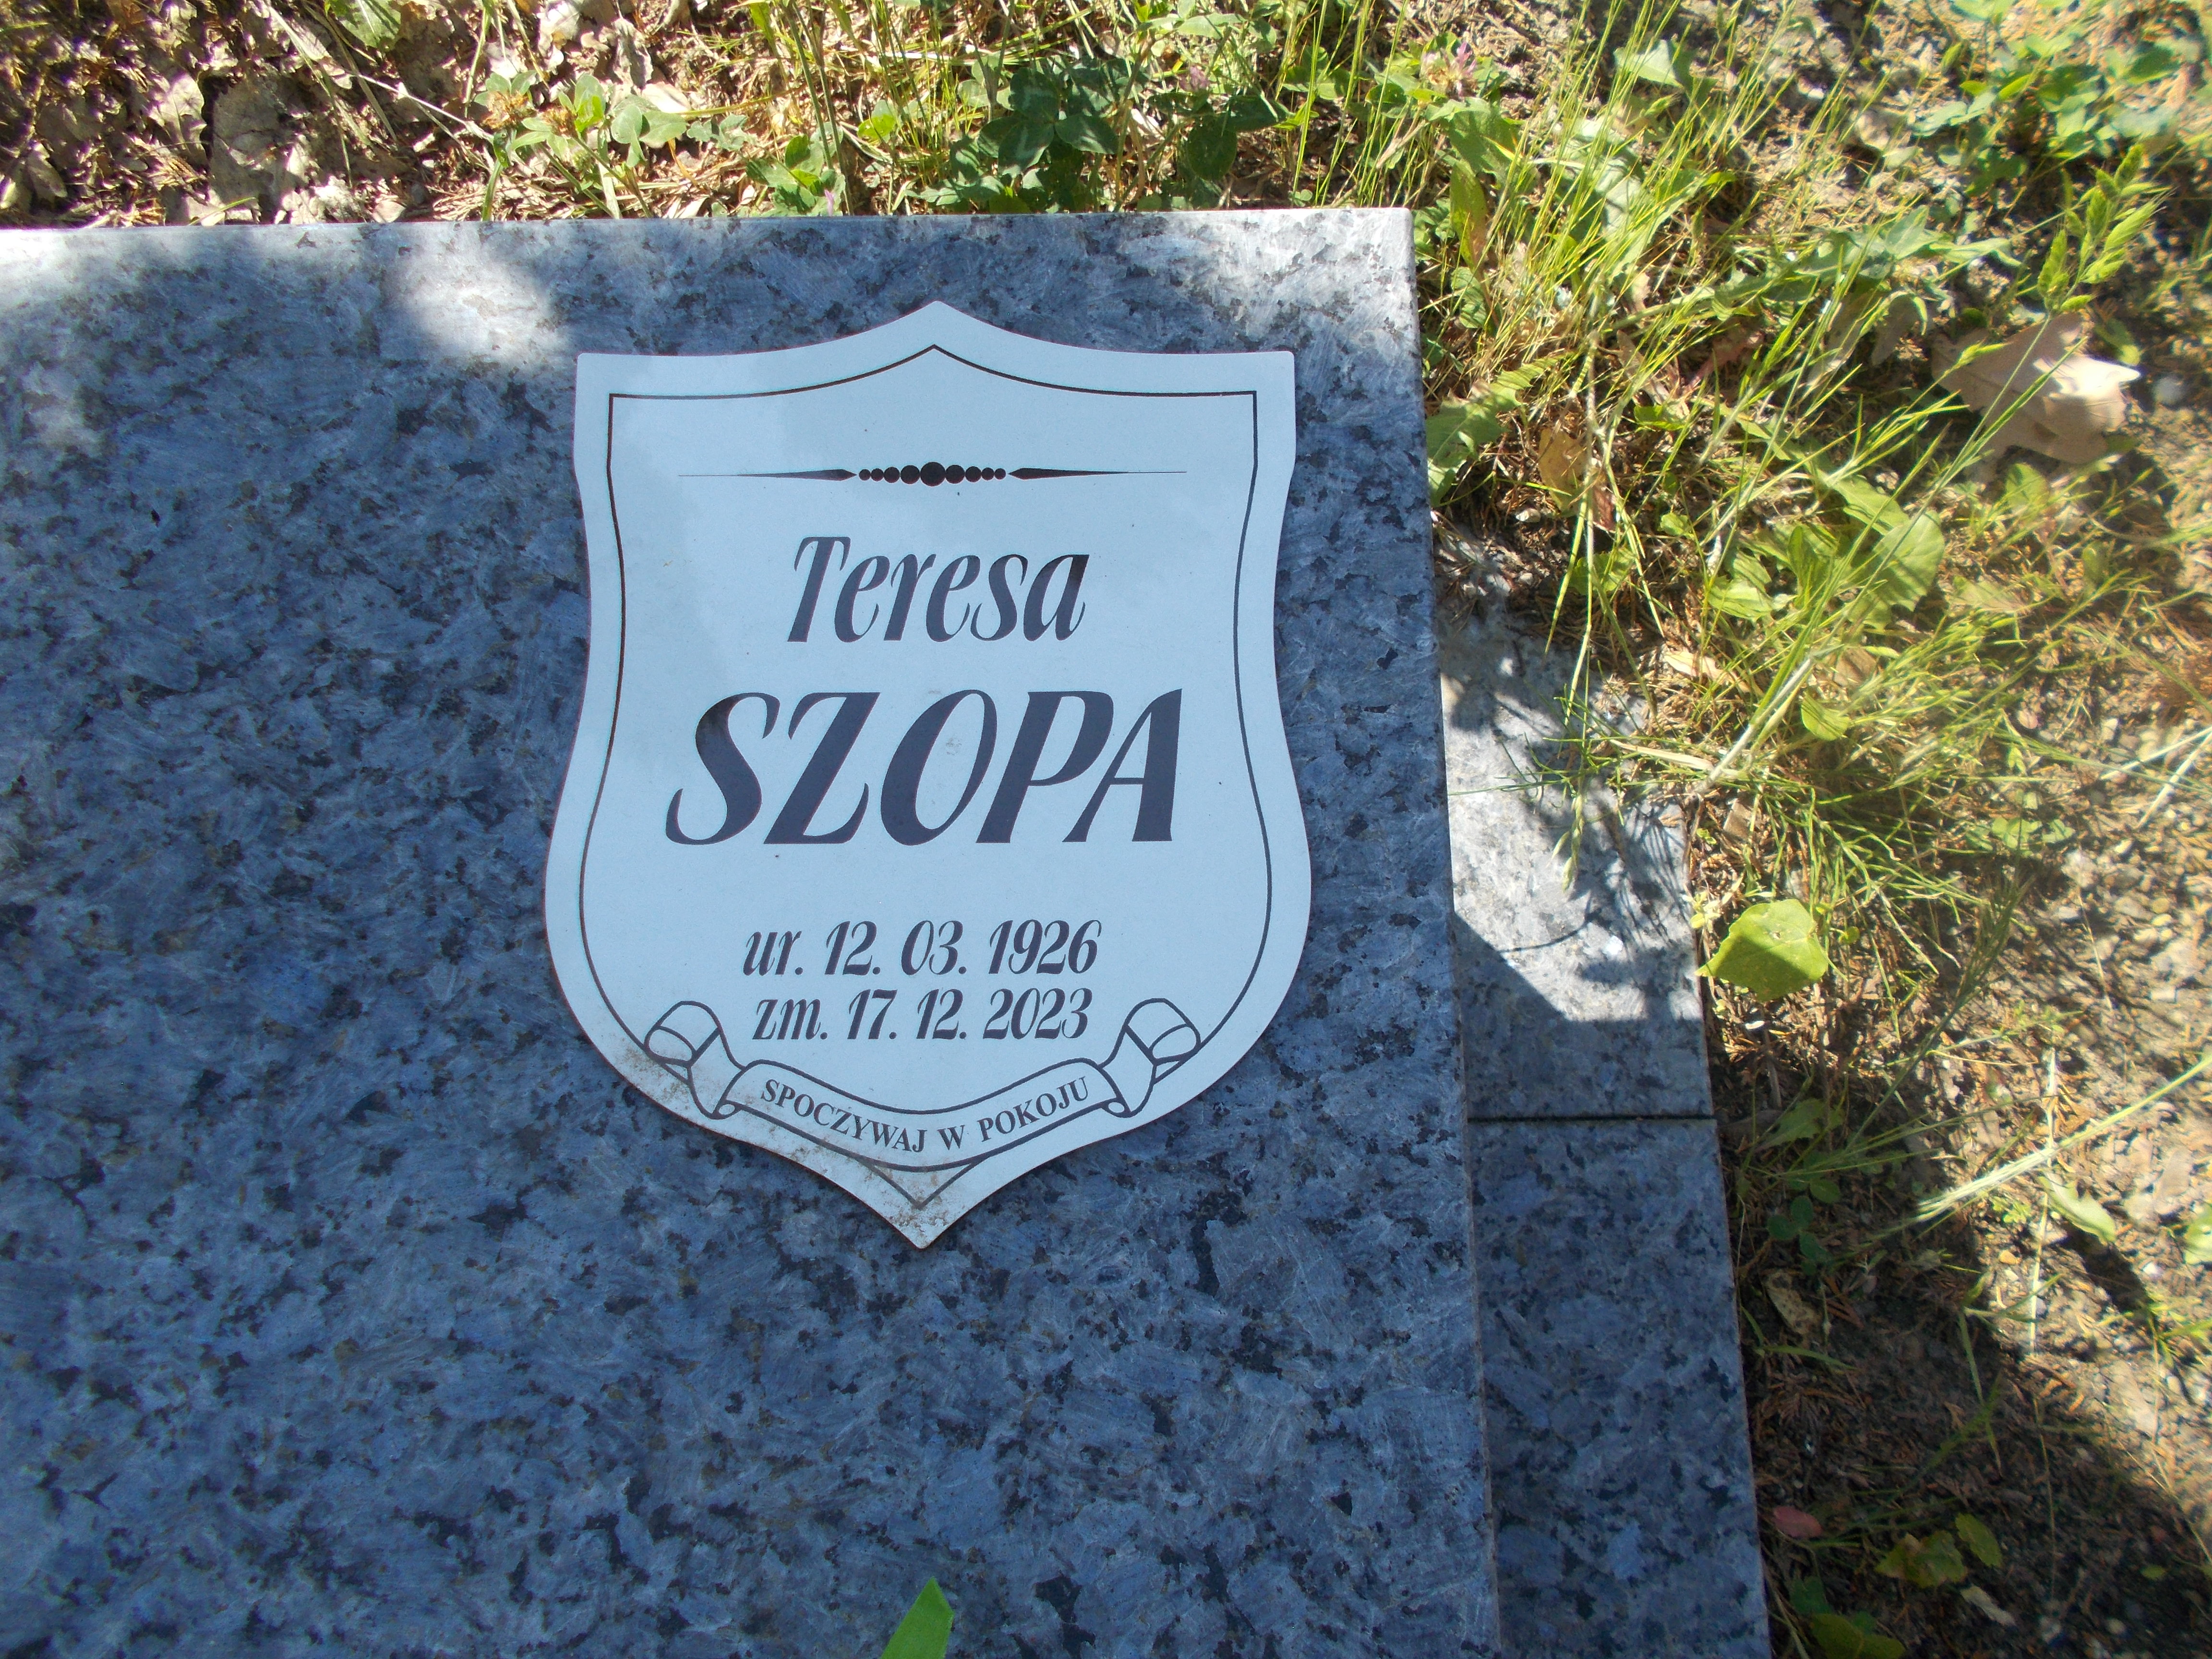 Teresa
SZOPA
ur. 12. 03. 1926
zm. 17. 12. 2023
SPOCZYWAJ W POKOJU